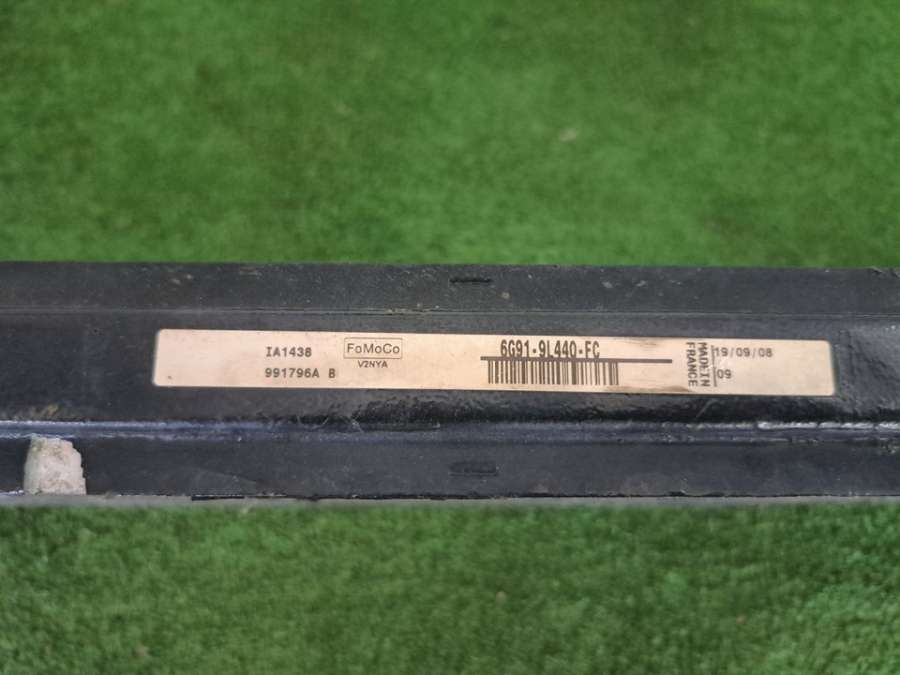 IA1438
991796A B
FoMoCo
V2NYA
6G91-9L440-FC
MADE IN
FRANCE
19/09/08
09